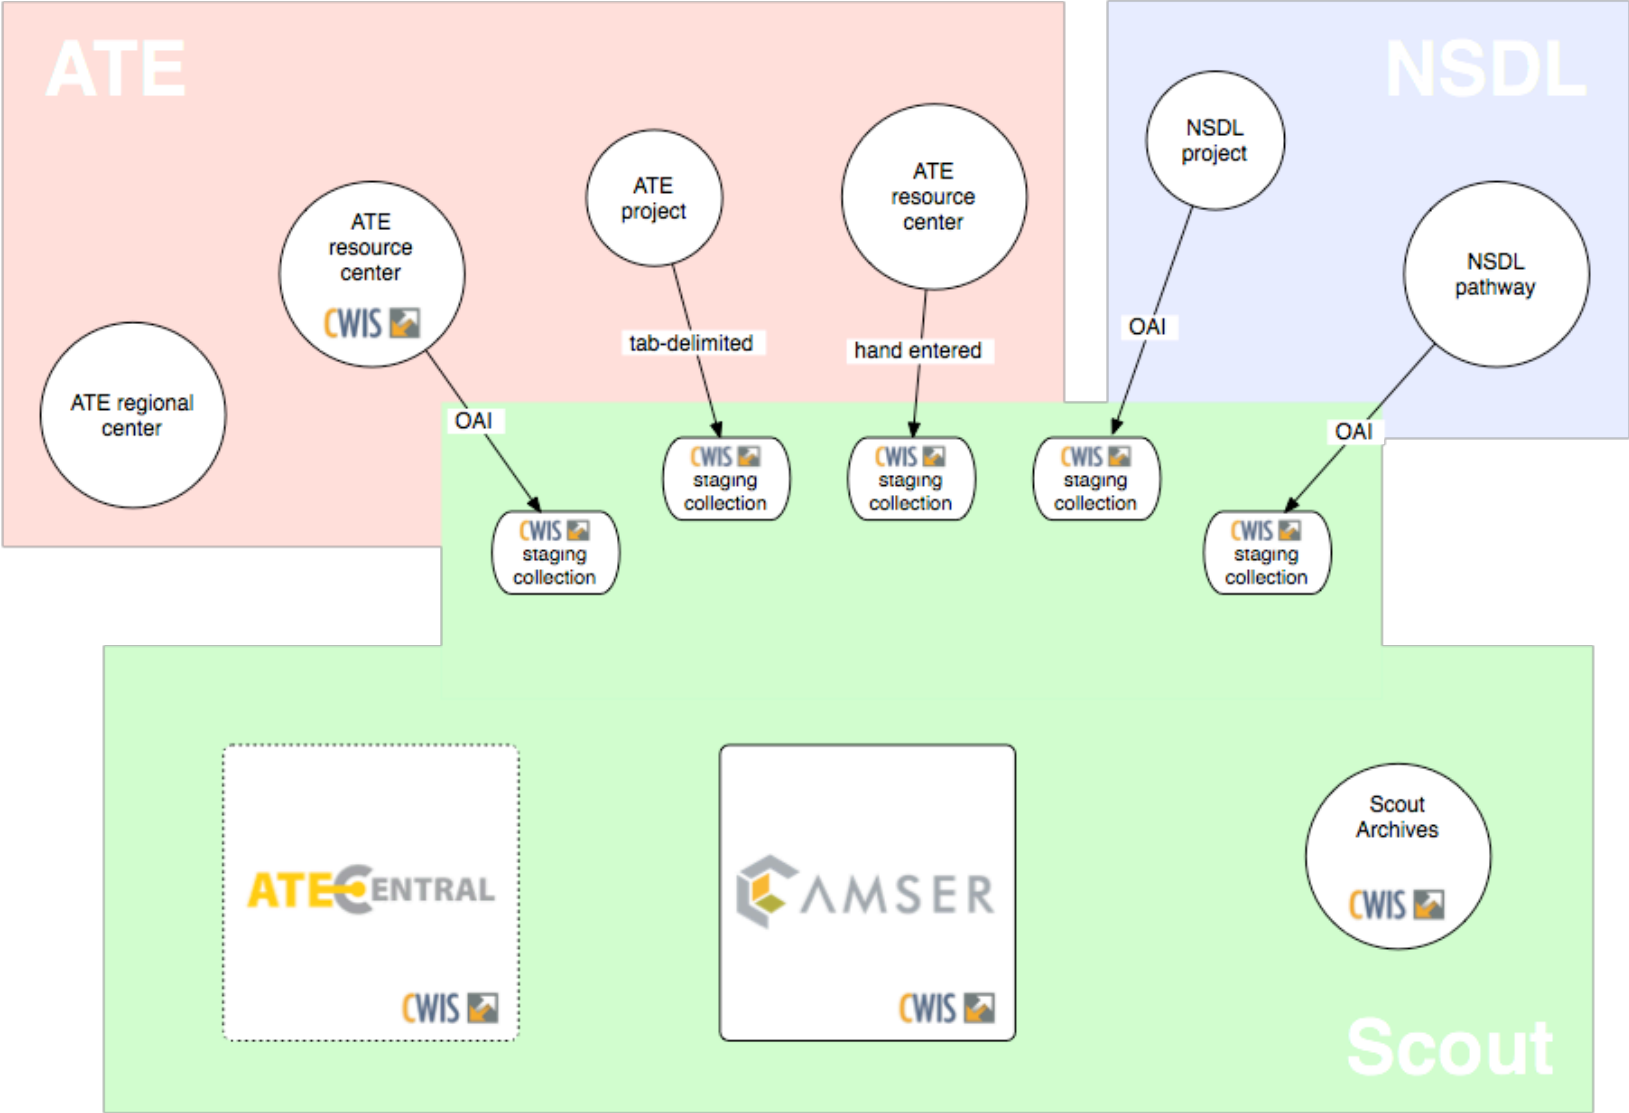 ATE
NSDL
NSDL
project
ATE
resource
center
ATE
project
ATE
resource
center
CWIS
NSDL
pathway
ATE regional
center
OAI
tab-delimited
hand entered
OAI
OAI
CWIS
staging
collection
CWIS
staging
collection
CWIS
staging
collection
CWIS
staging
collection
CWIS
staging
collection
ATECENTRAL
CWIS
CAMSER
CWIS
Scout
Archives
CWIS
Scout